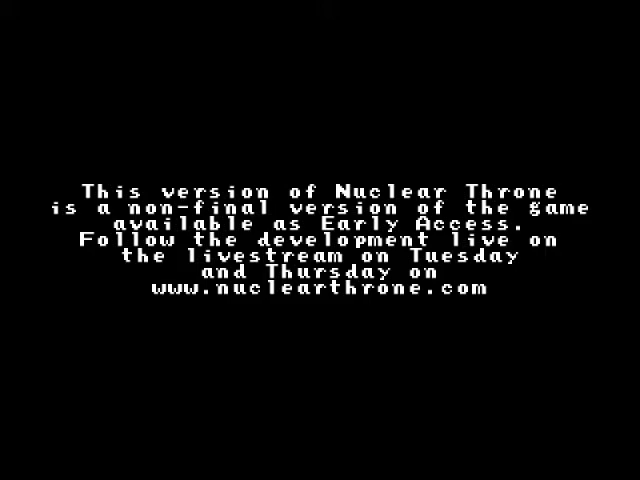 This version of Nuclear Throne
is a non-final version of the game
available as Early Access.
Follow the development live on
the livestream on Tuesday
and Thursday on
www.nuclearthrone.com